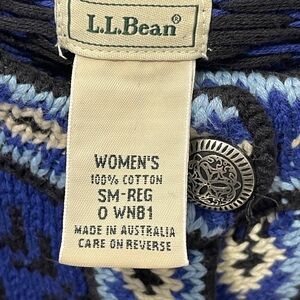 L.L.Bean®
WOMEN'S
100% COTTON
SM-REG
0 WN81
MADE IN AUSTRALIA
CARE ON REVERSE